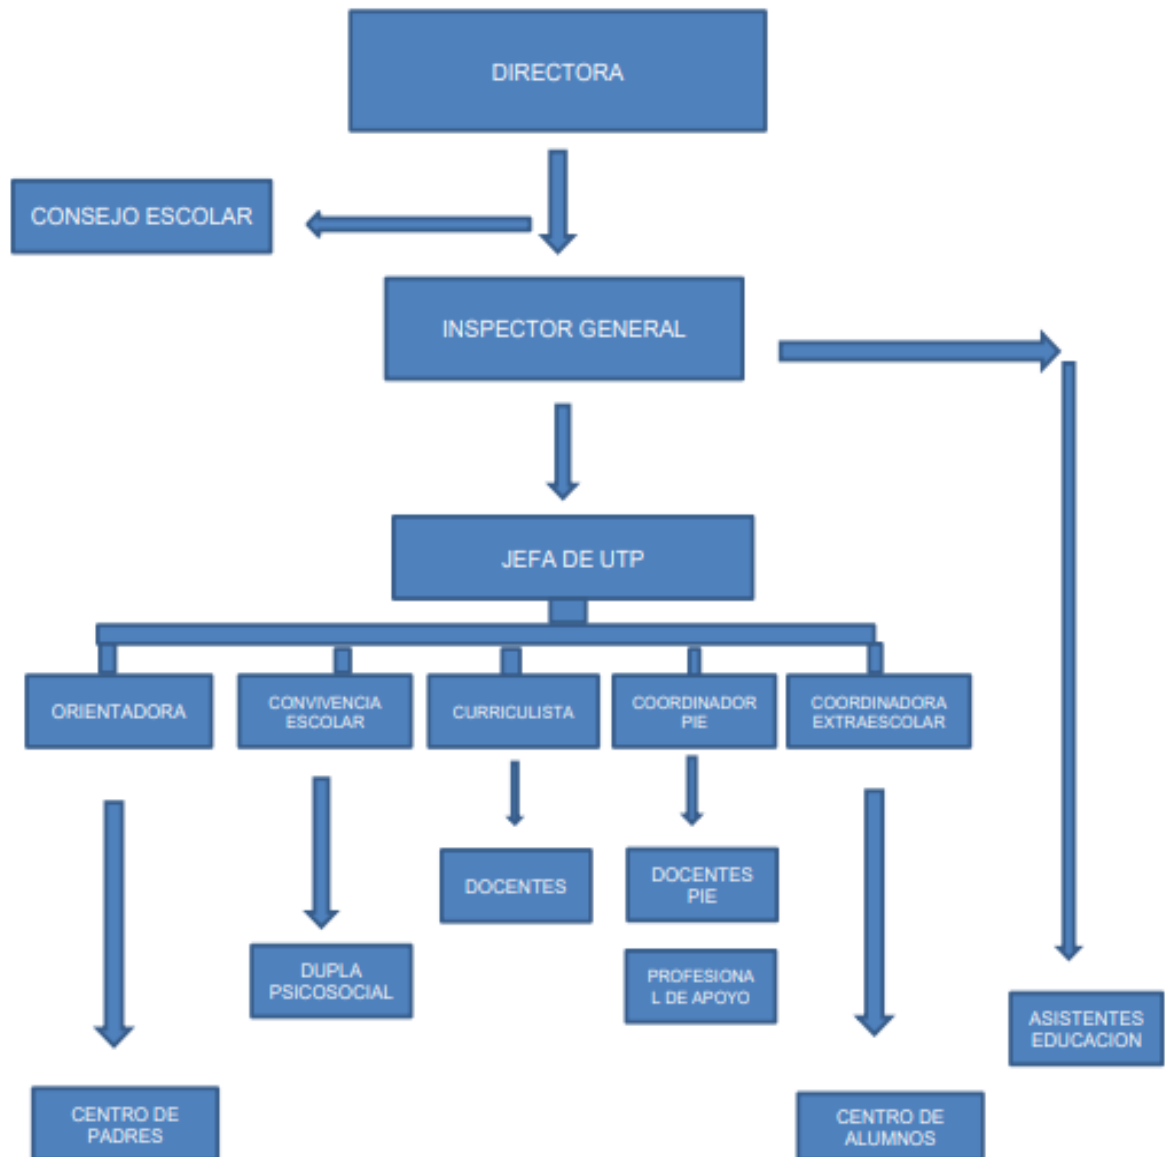 DIRECTORA
CONSEJO ESCOLAR
INSPECTOR GENERAL
JEFA DE UTP
ORIENTADORA
CONVIVENCIA
ESCOLAR
CURRICULISTA
COORDINADOR
PIE
COORDINADORA
EXTRAESCOLAR
DOCENTES
DOCENTES
PIE
DUPLA
PSICOSOCIAL
PROFESIONA
L DE APOYO
ASISTENTES
EDUCACION
CENTRO DE
PADRES
CENTRO DE
ALUMNOS